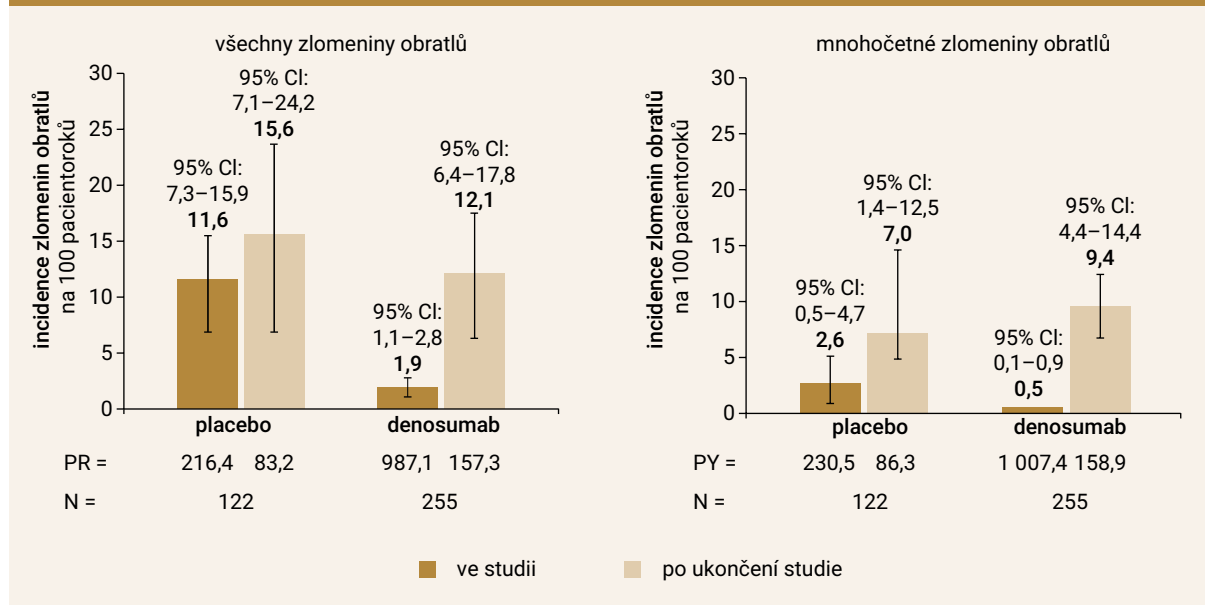 všechny zlomeniny obratlů
incidence zlomenin obratlů
na 100 pacientoroků
30
25
20
15
10
5
0
95% CI:
7,3–15,9
11,6
95% CI:
7,1–24,2
15,6
95% CI:
1,1–2,8
1,9
95% CI:
6,4–17,8
12,1
placebo
denosumab
PR =
216,4
83,2
987,1
157,3
N =
122
255
mnohočetné zlomeniny obratlů
incidence zlomenin obratlů
na 100 pacientoroků
30
25
20
15
10
5
0
95% CI:
0,5–4,7
2,6
95% CI:
1,4–12,5
7,0
95% CI:
0,1–0,9
0,5
95% CI:
4,4–14,4
9,4
placebo
denosumab
PY =
230,5
86,3
1 007,4
158,9
N =
122
255
ve studii
po ukončení studie